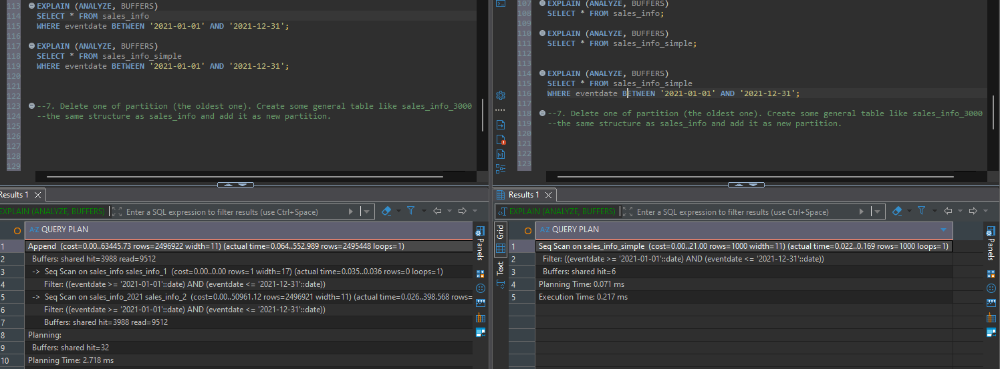 113 EXPLAIN (ANALYZE, BUFFERS)
114 SELECT * FROM sales_info
115 WHERE eventdate BETWEEN '2021-01-01' AND '2021-12-31';
116
117 EXPLAIN (ANALYZE, BUFFERS)
118 SELECT * FROM sales_info_simple
119 WHERE eventdate BETWEEN '2021-01-01' AND '2021-12-31';
120
121
122
123 --7. Delete one of partition (the oldest one). Create some general table like sales_info_3000
124 --the same structure as sales_info and add it as new partition.
125
126
127
128
129
Results 1
EXPLAIN (ANALYZE, BUFFERS)
Enter a SQL expression to filter results (use Ctrl+Space)
A-Z QUERY PLAN
Panels
1 Append (cost=0.00..63445.73 rows=2496922 width=11) (actual time=0.064..552.989 rows=2495448 loops=1)
2 Buffers: shared hit=3988 read=9512
3 -> Seq Scan on sales_info sales_info_1 (cost=0.00..0.00 rows=1 width=17) (actual time=0.035..0.036 rows=0 loops=1)
4 Filter: ((eventdate >= '2021-01-01'::date) AND (eventdate <= '2021-12-31'::date))
5 -> Seq Scan on sales_info_2021 sales_info_2 (cost=0.00..50961.12 rows=2496921 width=11) (actual time=0.026..398.568 rows=
6 Filter: ((eventdate >= '2021-01-01'::date) AND (eventdate <= '2021-12-31'::date))
7 Buffers: shared hit=3988 read=9512
8 Planning:
9 Buffers: shared hit=32
10 Planning Time: 2.718 ms
107 EXPLAIN (ANALYZE, BUFFERS)
108 SELECT * FROM sales_info;
109
110 EXPLAIN (ANALYZE, BUFFERS)
111 SELECT * FROM sales_info_simple;
112
113
114 EXPLAIN (ANALYZE, BUFFERS)
115 SELECT * FROM sales_info_simple
116 WHERE eventdate BETWEEN '2021-01-01' AND '2021-12-31';
117
118 --7. Delete one of partition (the oldest one). Create some general table like sales_info_3000
119 --the same structure as sales_info and add it as new partition.
120
121
122
123
Results 1
EXPLAIN (ANALYZE, BUFFERS)
Enter a SQL expression to filter results (use Ctrl+Space)
Grid
Text
A-Z QUERY PLAN
Panels
1 Seq Scan on sales_info_simple (cost=0.00..21.00 rows=1000 width=11) (actual time=0.022..0.169 rows=1000 loops=1)
2 Filter: ((eventdate >= '2021-01-01'::date) AND (eventdate <= '2021-12-31'::date))
3 Buffers: shared hit=6
4 Planning Time: 0.071 ms
5 Execution Time: 0.217 ms